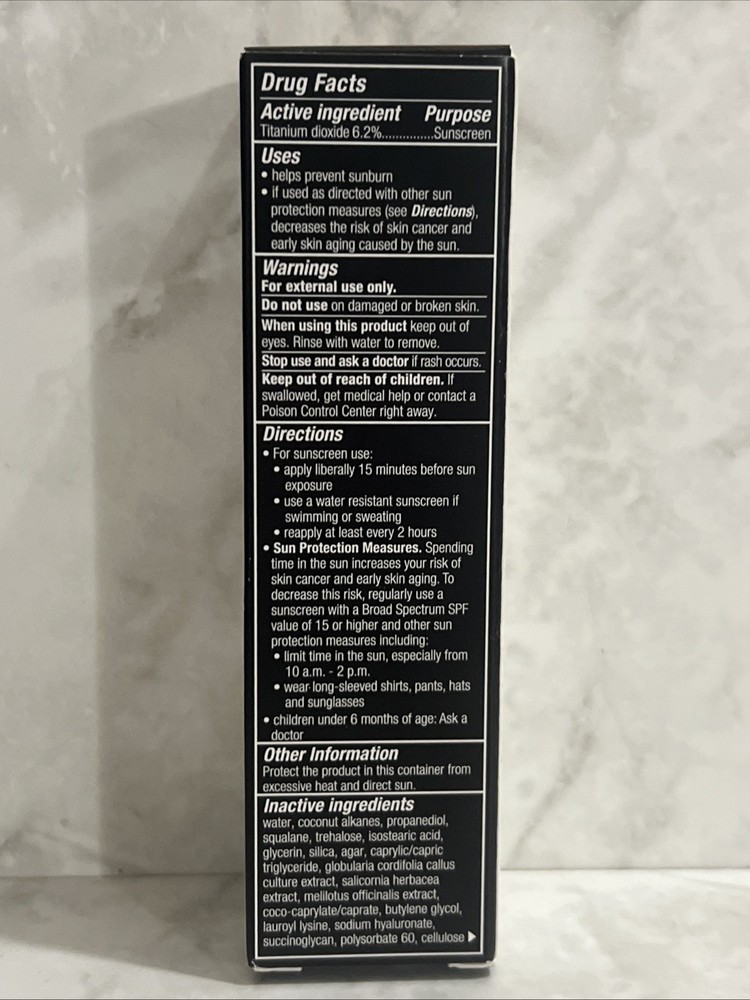 Drug Facts
Active ingredient Purpose
Titanium dioxide 6.2%...............Sunscreen
Uses
• helps prevent sunburn
• if used as directed with other sun
protection measures (see Directions),
decreases the risk of skin cancer and
early skin aging caused by the sun.
Warnings
For external use only.
Do not use on damaged or broken skin.
When using this product keep out of
eyes. Rinse with water to remove.
Stop use and ask a doctor if rash occurs.
Keep out of reach of children. If
swallowed, get medical help or contact a
Poison Control Center right away.
Directions
• For sunscreen use:
• apply liberally 15 minutes before sun
exposure
• use a water resistant sunscreen if
swimming or sweating
• reapply at least every 2 hours
• Sun Protection Measures. Spending
time in the sun increases your risk of
skin cancer and early skin aging. To
decrease this risk, regularly use a
sunscreen with a Broad Spectrum SPF
value of 15 or higher and other sun
protection measures including:
• limit time in the sun, especially from
10 a.m. - 2 p.m.
• wear long-sleeved shirts, pants, hats
and sunglasses
• children under 6 months of age: Ask a
doctor
Other Information
Protect the product in this container from
excessive heat and direct sun.
Inactive ingredients
water, coconut alkanes, propanediol,
squalane, trehalose, isostearic acid,
glycerin, silica, agar, caprylic/capric
triglyceride, globularia cordifolia callus
culture extract, salicornia herbacea
extract, melilotus officinalis extract,
coco-caprylate/caprate, butylene glycol,
lauroyl lysine, sodium hyaluronate,
succinoglycan, polysorbate 60, cellulose ▶